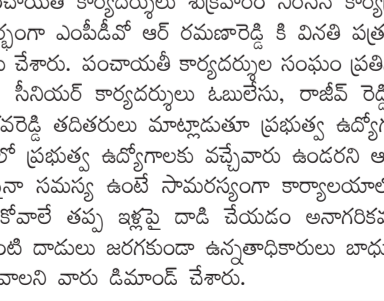 చాయతీ కార్యదర్శులు శుక్రవారం నిరసన కార్య
ర్భంగా ఎంపీడీవో ఆర్ రమణారెడ్డి కి వినతి పత్ర
చేశారు. పంచాయతీ కార్యదర్శుల సంఘం ప్రతి
సీనియర్ కార్యదర్శులు ఓబులేసు, రాజీవ్ రెడ్డి
వరెడ్డి తదితరులు మాట్లాడుతూ ప్రభుత్వ ఉద్యోగ
లో ప్రభుత్వ ఉద్యోగాలకు వచ్చేవారు ఉండరని ఆ
నా సమస్య ఉంటే సామరస్యంగా కార్యాలయాల
కోవాలే తప్ప ఇళ్లపై దాడి చేయడం అనాగరికమ
ంటి దాడులు జరగకుండా ఉన్నతాధికారులు బాధ్య
వాలని వారు డిమాండ్ చేశారు.